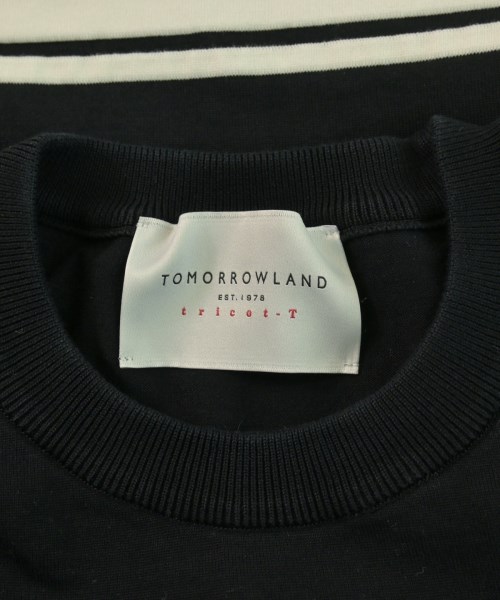 TOMORROWLAND
EST. 1978
tricot-T